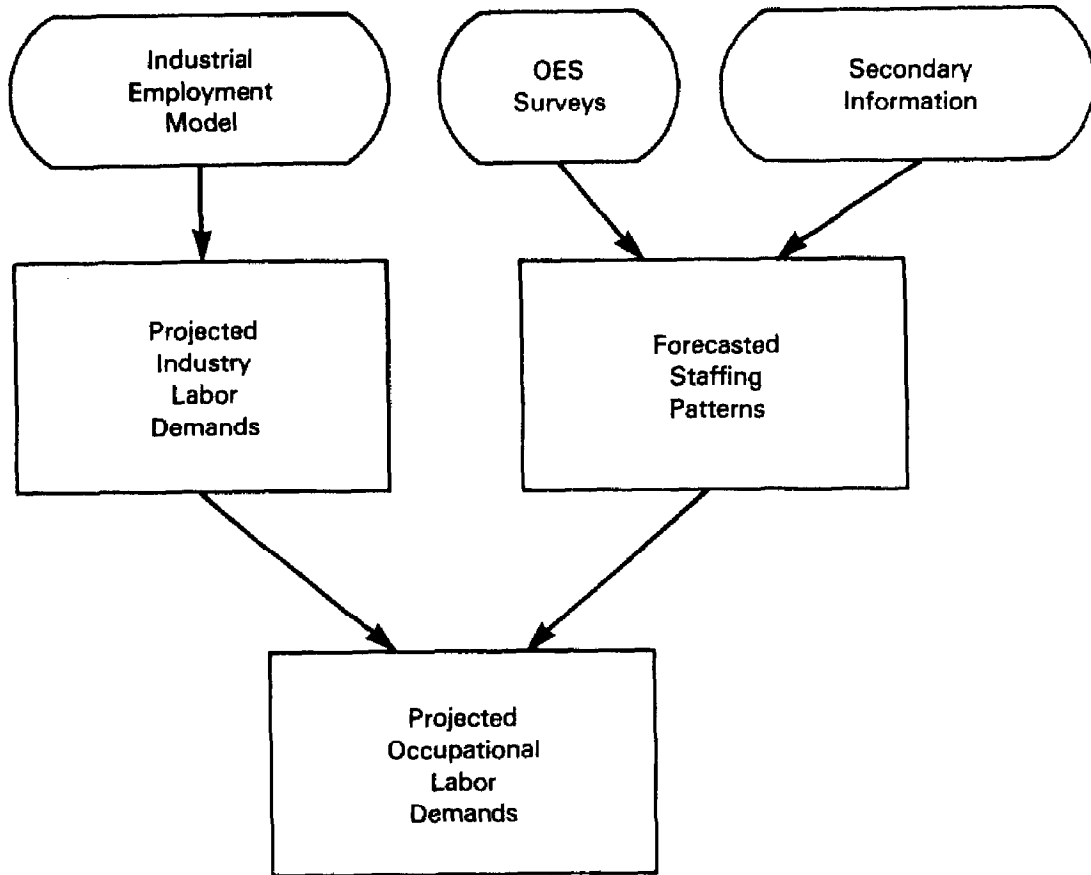 Industrial
Employment
Model
OES
Surveys
Secondary
Information
Projected
Industry
Labor
Demands
Forecasted
Staffing
Patterns
Projected
Occupational
Labor
Demands